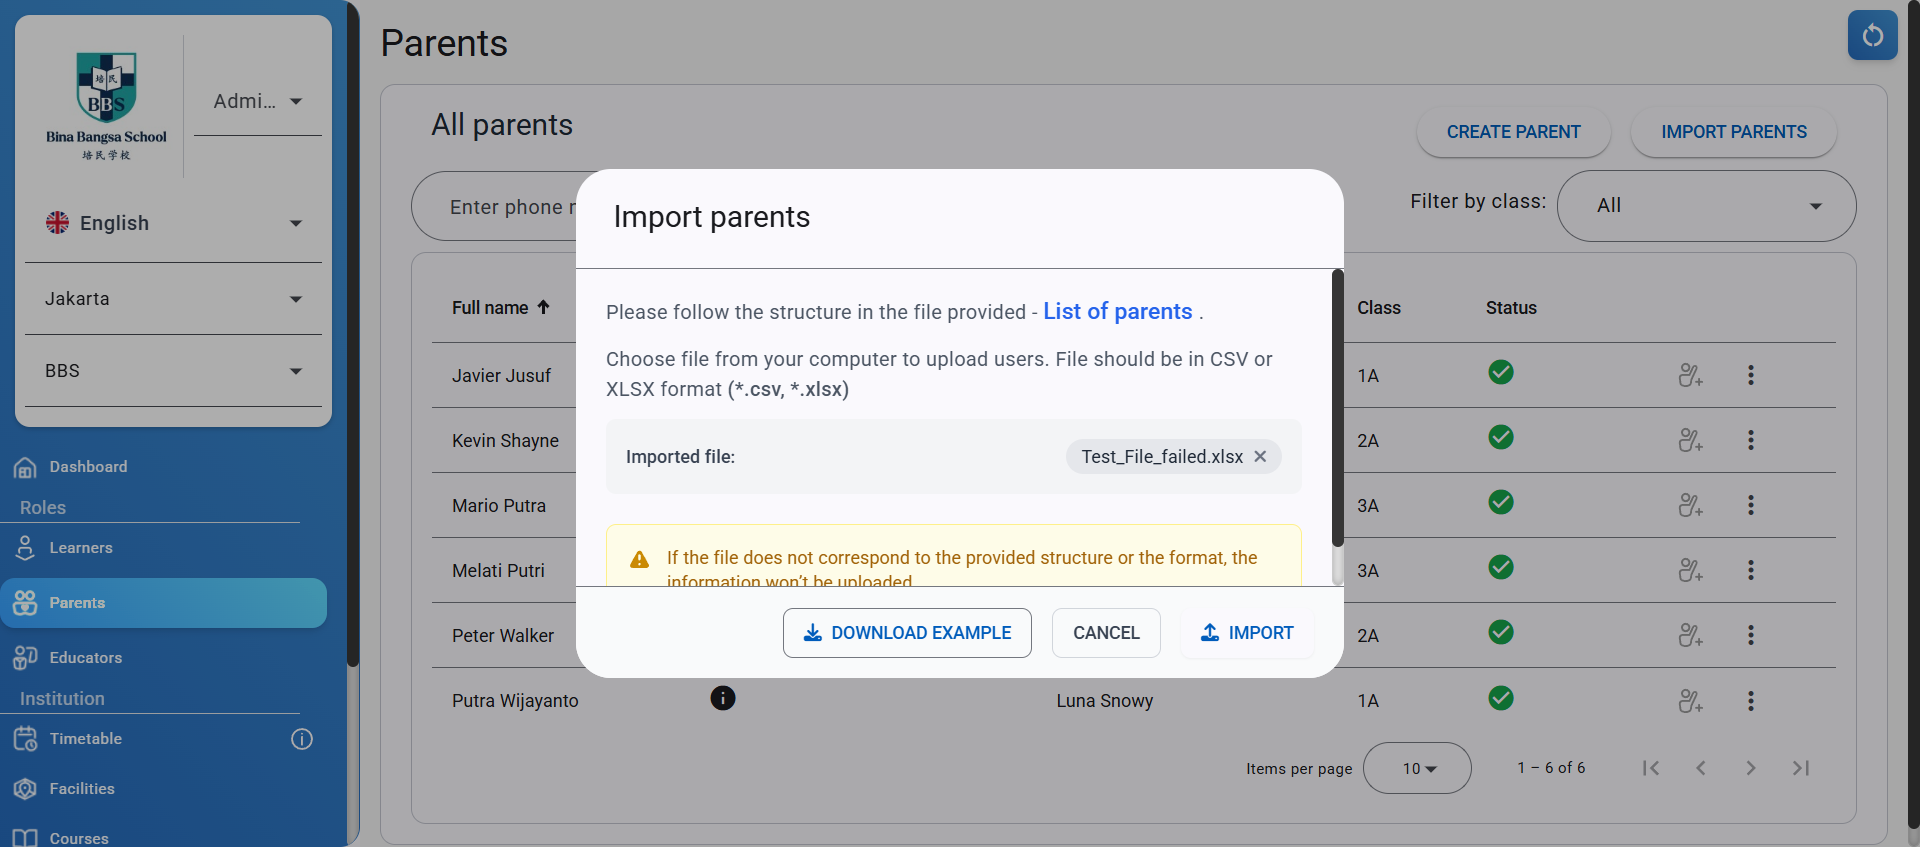 培民
BBS
Bina Bangsa School
培民学校
Admi...
English
Jakarta
BBS
Dashboard
Roles
Learners
Parents
Educators
Institution
Timetable
Facilities
Courses
Parents
All parents
CREATE PARENT
IMPORT PARENTS
Enter phone
Filter by class:
All
Full name
Class
Status
Javier Jusuf
1A
Kevin Shayne
2A
Mario Putra
3A
Melati Putri
3A
Peter Walker
2A
Putra Wijayanto
Luna Snowy
1A
Items per page
10
1 – 6 of 6
Import parents
Please follow the structure in the file provided - List of parents .
Choose file from your computer to upload users. File should be in CSV or
XLSX format (*.csv, *.xlsx)
Imported file:
Test_File_failed.xlsx
If the file does not correspond to the provided structure or the format, the
information won't be uploaded
DOWNLOAD EXAMPLE
CANCEL
IMPORT